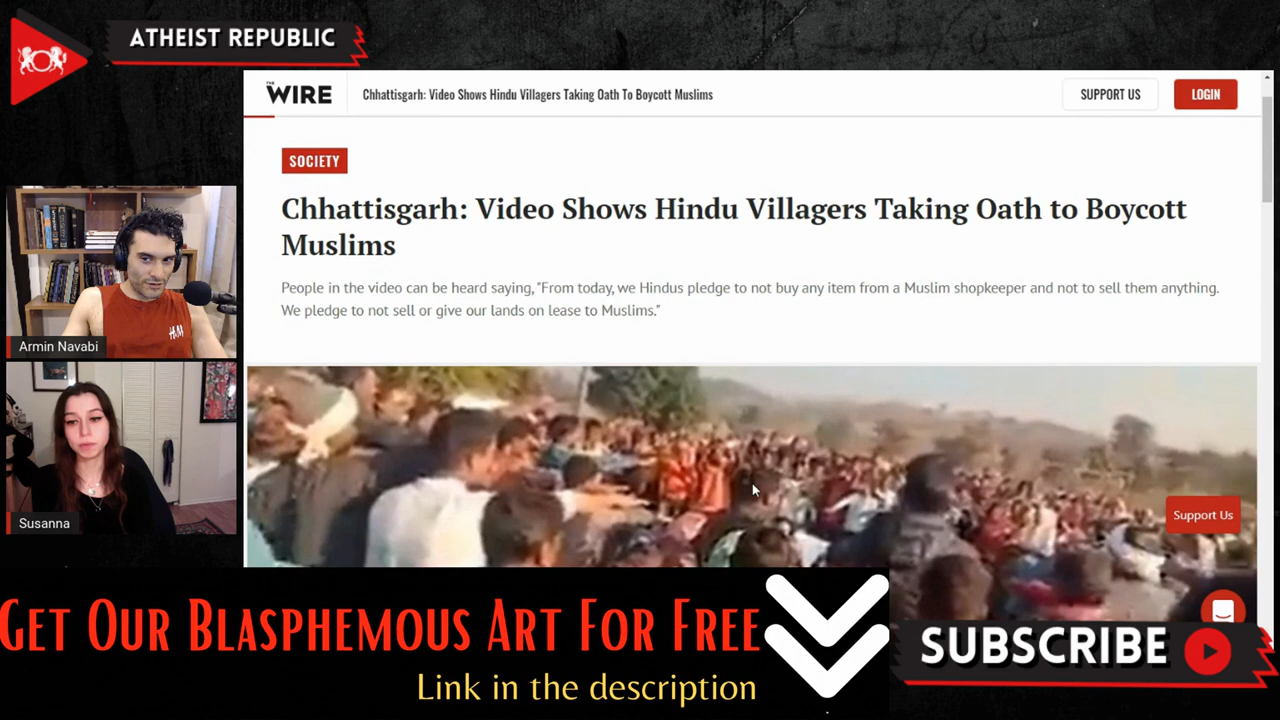 ATHEIST REPUBLIC
THE WIRE
Chhattisgarh: Video Shows Hindu Villagers Taking Oath To Boycott Muslims
SUPPORT US
LOGIN
SOCIETY
Chhattisgarh: Video Shows Hindu Villagers Taking Oath to Boycott
Muslims
People in the video can be heard saying, "From today, we Hindus pledge to not buy any item from a Muslim shopkeeper and not to sell them anything.
We pledge to not sell or give our lands on lease to Muslims."
H&M
Armin Navabi
Susanna
Support Us
GET OUR BLASPHEMOUS ART FOR FREE
Link in the description
SUBSCRIBE